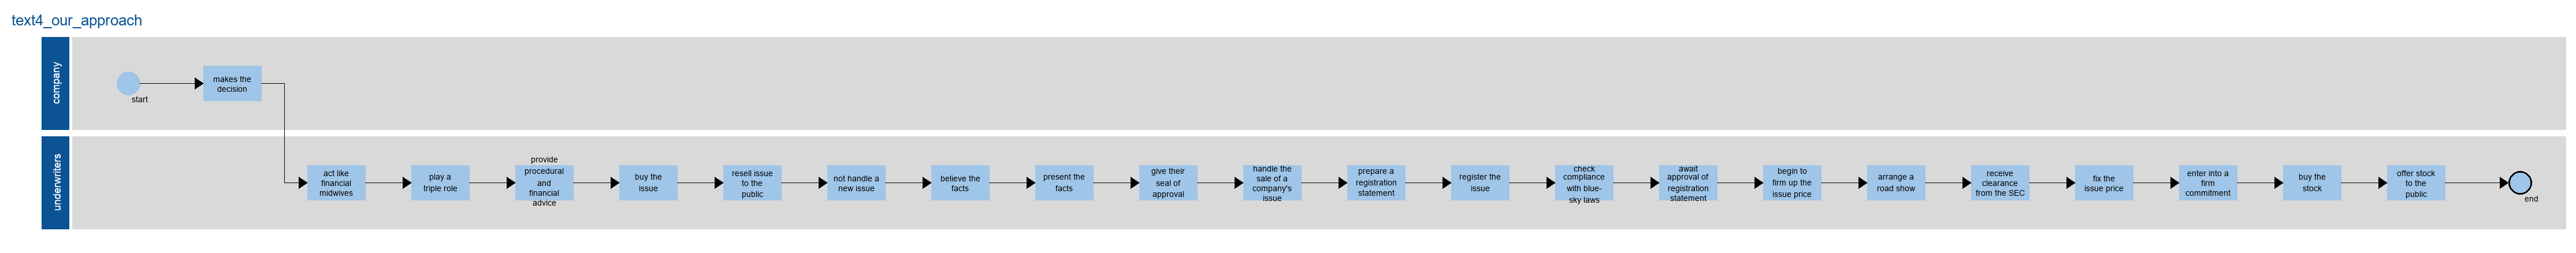 text4_our_approach
company
start
makes the
decision
underwriters
act like
financial
midwives
play a
triple role
provide
procedural
and
financial
advice
buy the
issue
resell issue
to the
public
not handle a
new issue
believe the
facts
present the
facts
give their
seal of
approval
handle the
sale of a
company's
issue
prepare a
registration
statement
register the
issue
check
compliance
with blue-
sky laws
await
approval of
registration
statement
begin to
firm up the
issue price
arrange a
road show
receive
clearance
from the SEC
fix the
issue price
enter into a
firm
commitment
buy the
stock
offer stock
to the
public
end